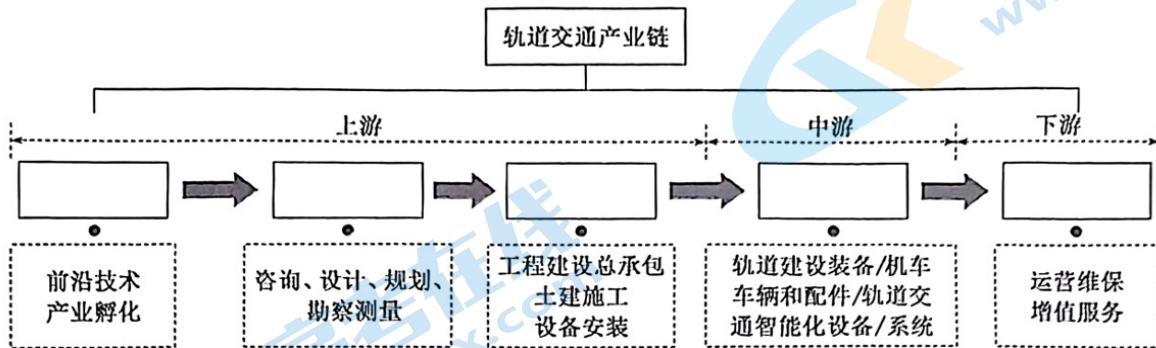 轨道交通产业链
上游
中游
下游
前沿技术
产业孵化
咨询、设计、规划、
勘察测量
工程建设总承包
土建施工
设备安装
轨道建设装备/机车
车辆和配件/轨道交
通智能化设备/系统
运营维保
增值服务